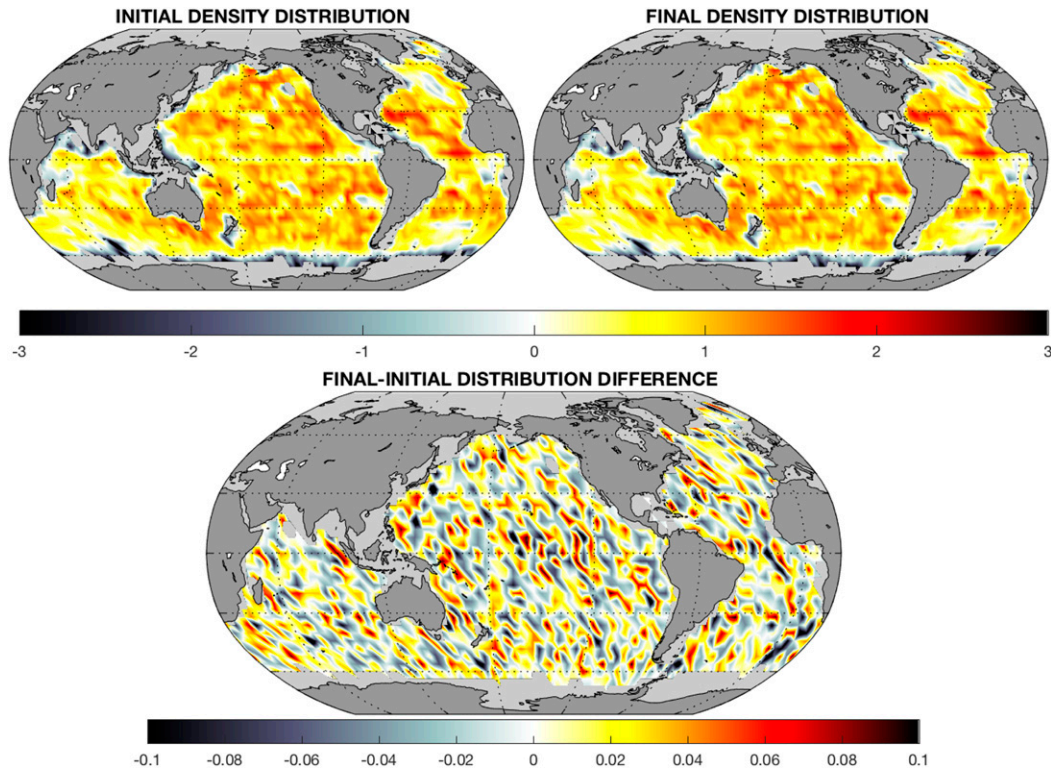 INITIAL DENSITY DISTRIBUTION
FINAL DENSITY DISTRIBUTION
-3 -2 -1 0 1 2 3
FINAL-INITIAL DISTRIBUTION DIFFERENCE
-0.1 -0.08 -0.06 -0.04 -0.02 0 0.02 0.04 0.06 0.08 0.1